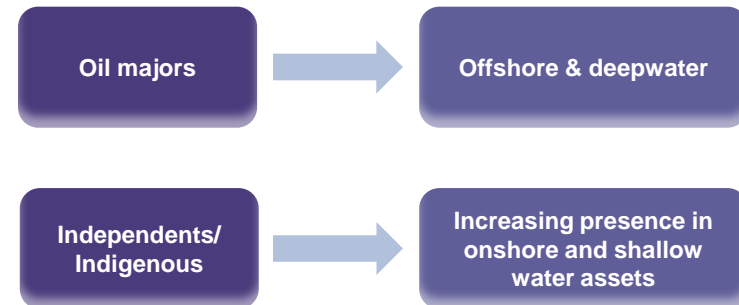 Oil majors
Offshore & deepwater
Independents/
Indigenous
Increasing presence in
onshore and shallow
water assets